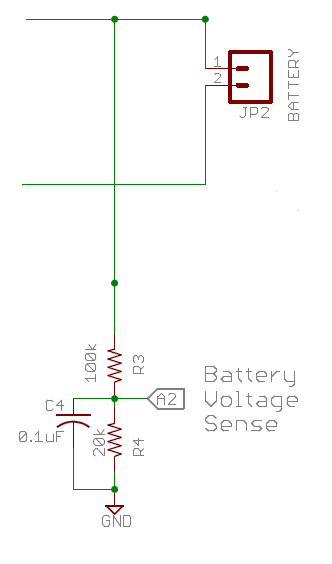 1
2
JP2
BATTERY
100k
R3
C4
0.1uF
A2
20k
R4
GND
Battery
Voltage
Sense